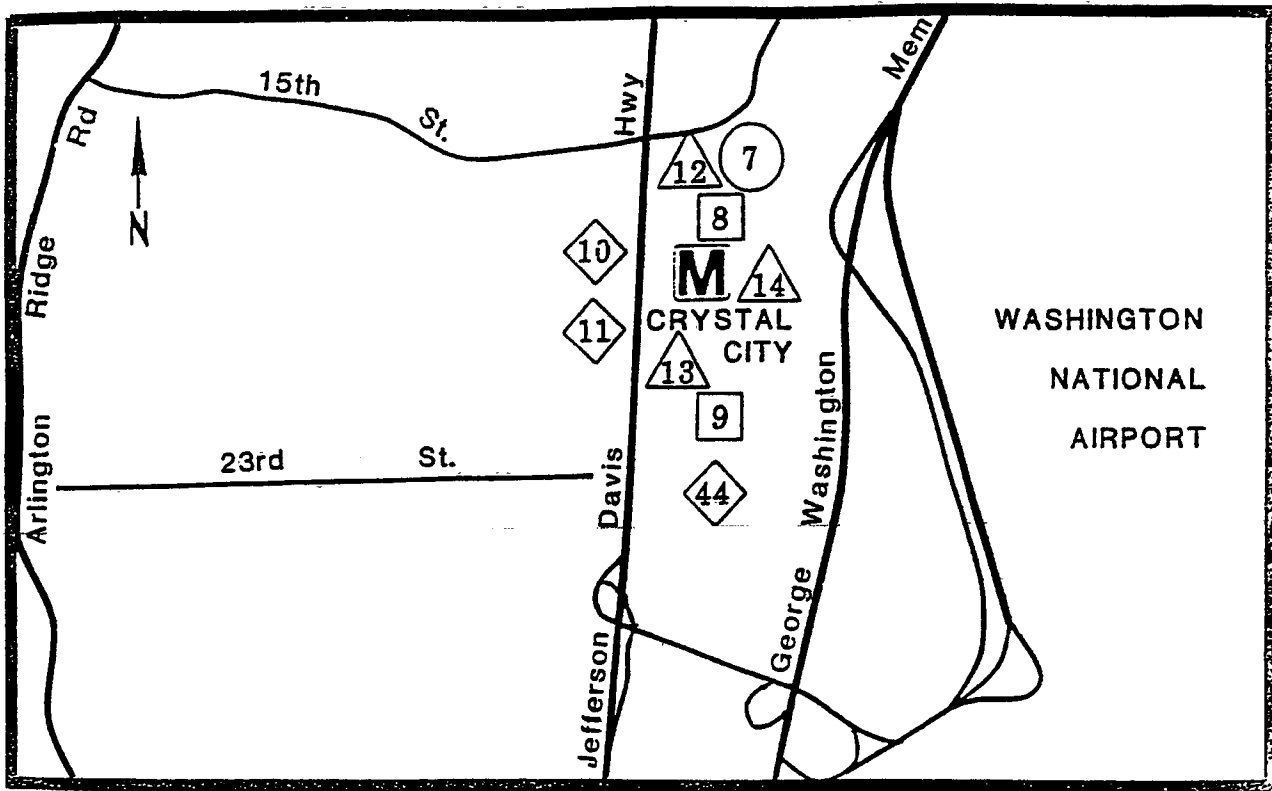 Mem
15th
St.
Hwy
Rd
12
7
N
8
10
M
14
Ridge
11
CRYSTAL
CITY
WASHINGTON
NATIONAL
AIRPORT
13
9
Washington
Arlington
23rd St.
Davis
44
George
Jefferson